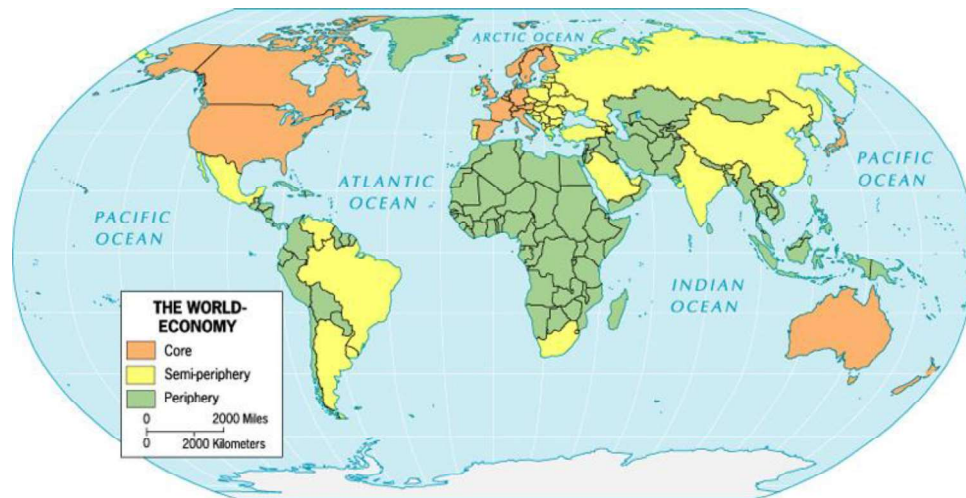 ARCTIC OCEAN
ATLANTIC
OCEAN
PACIFIC
OCEAN
PACIFIC
OCEAN
INDIAN
OCEAN
THE WORLD-
ECONOMY
Core
Semi-periphery
Periphery
0 2000 Miles
0 2000 Kilometers